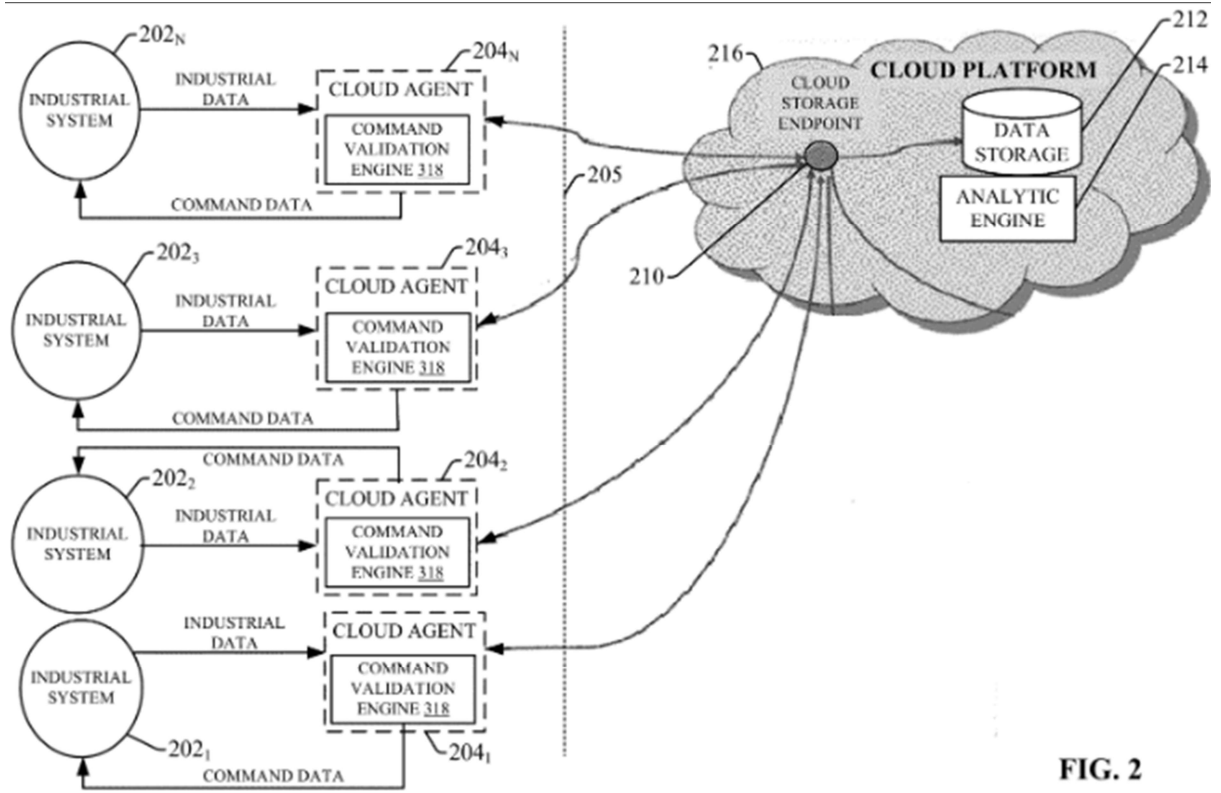 202N
204N
INDUSTRIAL
DATA
INDUSTRIAL
SYSTEM
CLOUD AGENT
COMMAND
VALIDATION
ENGINE 318
COMMAND DATA
205
216
CLOUD PLATFORM
CLOUD
STORAGE
ENDPOINT
212
214
DATA
STORAGE
ANALYTIC
ENGINE
210
2023
2043
INDUSTRIAL
DATA
INDUSTRIAL
SYSTEM
CLOUD AGENT
COMMAND
VALIDATION
ENGINE 318
COMMAND DATA
COMMAND DATA
2022
2042
INDUSTRIAL
DATA
INDUSTRIAL
SYSTEM
CLOUD AGENT
COMMAND
VALIDATION
ENGINE 318
INDUSTRIAL
DATA
INDUSTRIAL
SYSTEM
CLOUD AGENT
COMMAND
VALIDATION
ENGINE 318
2021
2041
COMMAND DATA
FIG. 2